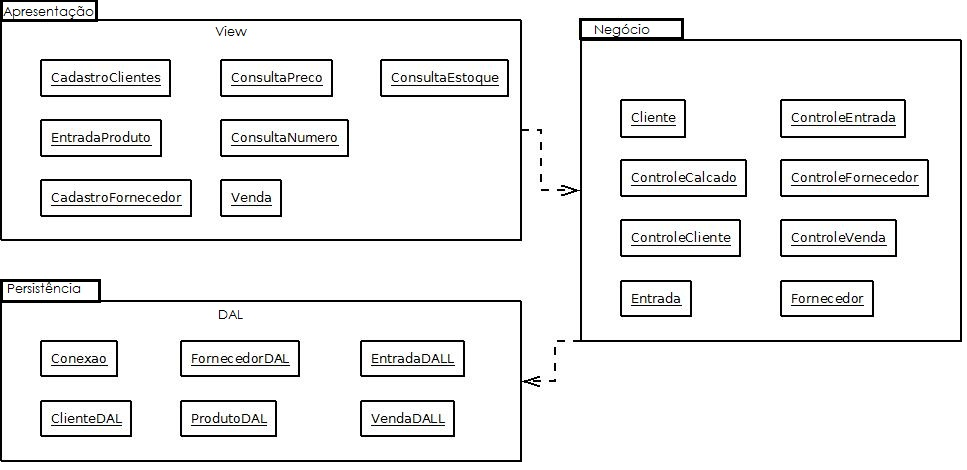 Apresentação
View
CadastroClientes
ConsultaPreco
ConsultaEstoque
EntradaProduto
ConsultaNumero
CadastroFornecedor
Venda
Negócio
Cliente
ControleEntrada
ControleCalcado
ControleFornecedor
ControleCliente
ControleVenda
Entrada
Fornecedor
Persistência
DAL
Conexao
FornecedorDAL
EntradaDALL
ClienteDAL
ProdutoDAL
VendaDALL